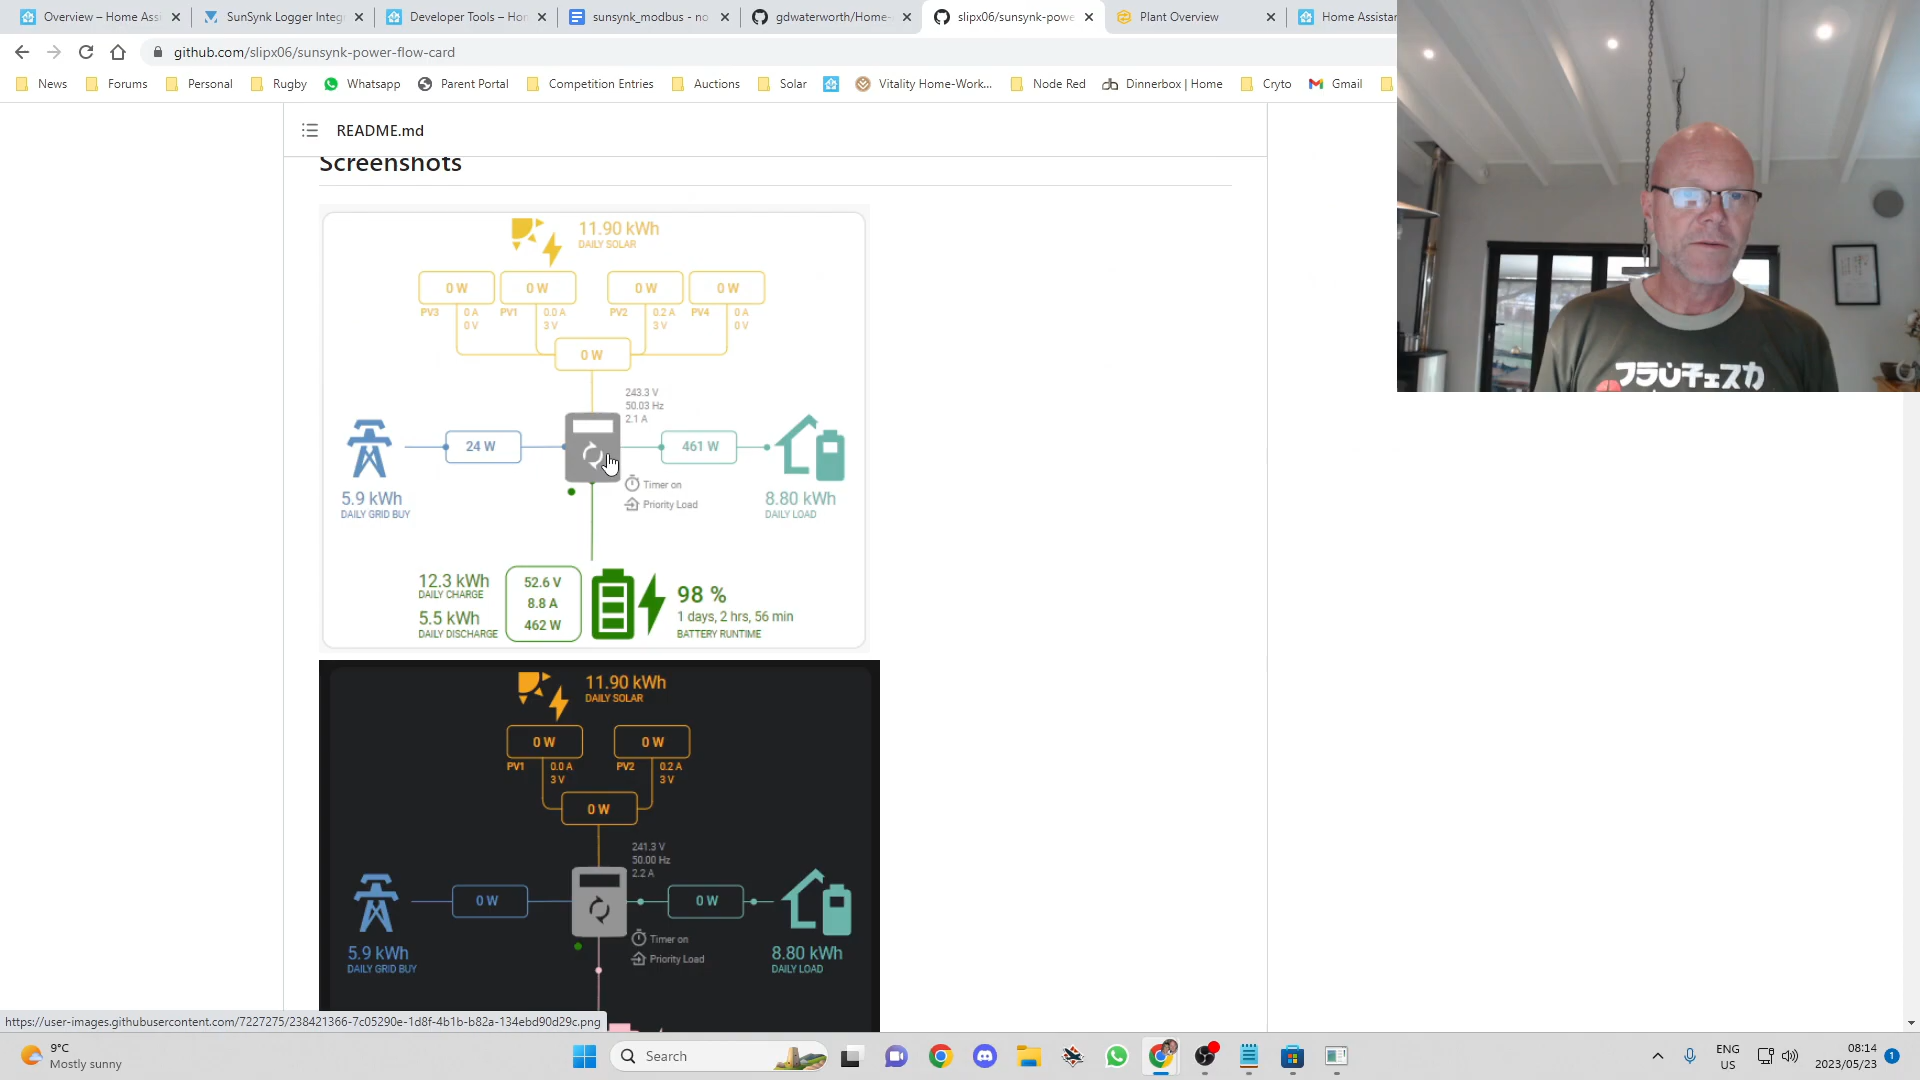 Overview – Home Assi
SunSynk Logger Integ
Developer Tools – Hom
sunsynk_modbus - no
gdwaterworth/Home-
slipx06/sunsynk-powe
Plant Overview
Home Assistan
github.com/slipx06/sunsynk-power-flow-card
News
Forums
Personal
Rugby
Whatsapp
Parent Portal
Competition Entries
Auctions
Solar
Vitality Home-Work...
Node Red
Dinnerbox | Home
Cryto
Gmail
README.md
Screenshots
11.90 kWh
DAILY SOLAR
0 W
0 W
0 W
0 W
PV3
0 A
0 V
PV1
0.0 A
3 V
PV2
0.2 A
3 V
PV4
0 A
0 V
0 W
243.3 V
50.03 Hz
2.1 A
24 W
461 W
Timer on
Priority Load
5.9 kWh
DAILY GRID BUY
8.80 kWh
DAILY LOAD
12.3 kWh
DAILY CHARGE
5.5 kWh
DAILY DISCHARGE
52.6 V
8.8 A
462 W
98 %
1 days, 2 hrs, 56 min
BATTERY RUNTIME
11.90 kWh
DAILY SOLAR
0 W
0 W
PV1
0.0 A
3 V
PV2
0.2 A
3 V
0 W
241.3 V
50.00 Hz
2.2 A
0 W
0 W
Timer on
Priority Load
5.9 kWh
DAILY GRID BUY
8.80 kWh
DAILY LOAD
https://user-images.githubusercontent.com/7227275/238421366-7c05290e-1d8f-4b1b-b82a-134ebd90d29c.png
9°C
Mostly sunny
Search
ENG
US
08:14
2023/05/23
1